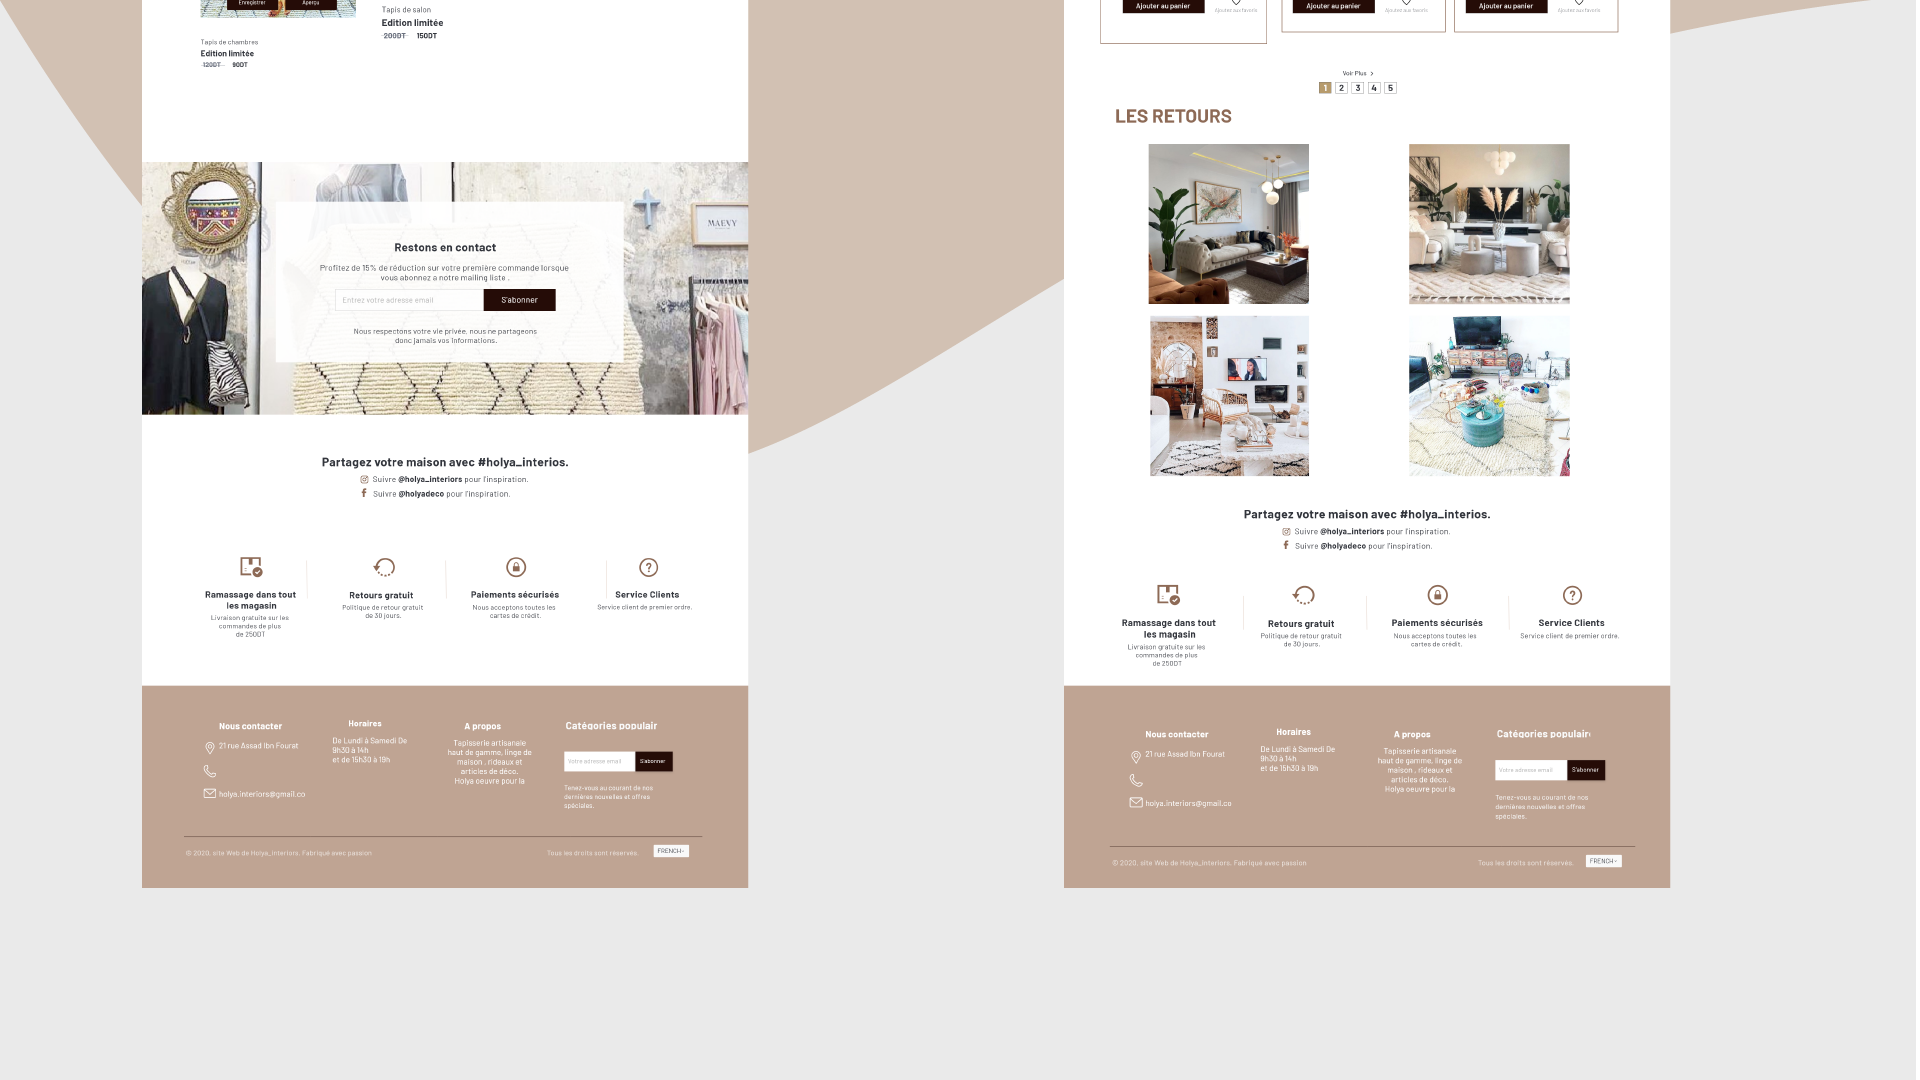 Enregistrer
Aperçu
Tapis de salon
Edition limitée
200DT 150DT
Tapis de chambres
Edition limitée
120DT 90DT
MAEVY
Restons en contact
Profitez de 15% de réduction sur votre première commande lorsque
vous abonnez a notre mailing liste .
Entrez votre adresse email
S'abonner
Nous respectons votre vie privée, nous ne partageons
donc jamais vos informations.
Partagez votre maison avec #holya_interios.
Suivre @holya_interiors pour l'inspiration.
Suivre @holyadeco pour l'inspiration.
Ramassage dans tout
les magasin
Livraison gratuite sur les
commandes de plus
de 250DT
Retours gratuit
Politique de retour gratuit
de 30 jours.
Paiements sécurisés
Nous acceptons toutes les
cartes de crédit.
Service Clients
Service client de premier ordre.
Nous contacter
21 rue Assad Ibn Fourat
holya.interiors@gmail.co
Horaires
De Lundi à Samedi De
9h30 à 14h
et de 15h30 à 19h
A propos
Tapisserie artisanale
haut de gamme, linge de
maison , rideaux et
articles de déco.
Holya oeuvre pour la
Catégories populair
Votre adresse email
S'abonner
Tenez-vous au courant de nos
dernières nouvelles et offres
spéciales.
© 2020, site Web de Holya_interiors. Fabriqué avec passion
Tous les droits sont réservés.
FRENCH
Ajouter au panier
Ajouter aux favoris
Ajouter au panier
Ajouter aux favoris
Ajouter au panier
Ajouter aux favoris
Voir Plus >
1 2 3 4 5
LES RETOURS
Partagez votre maison avec #holya_interios.
Suivre @holya_interiors pour l'inspiration.
Suivre @holyadeco pour l'inspiration.
Ramassage dans tout
les magasin
Livraison gratuite sur les
commandes de plus
de 250DT
Retours gratuit
Politique de retour gratuit
de 30 jours.
Paiements sécurisés
Nous acceptons toutes les
cartes de crédit.
Service Clients
Service client de premier ordre.
Nous contacter
21 rue Assad Ibn Fourat
holya.interiors@gmail.co
Horaires
De Lundi à Samedi De
9h30 à 14h
et de 15h30 à 19h
A propos
Tapisserie artisanale
haut de gamme, linge de
maison , rideaux et
articles de déco.
Holya oeuvre pour la
Catégories populair
Votre adresse email
S'abonner
Tenez-vous au courant de nos
dernières nouvelles et offres
spéciales.
© 2020, site Web de Holya_interiors. Fabriqué avec passion
Tous les droits sont réservés.
FRENCH